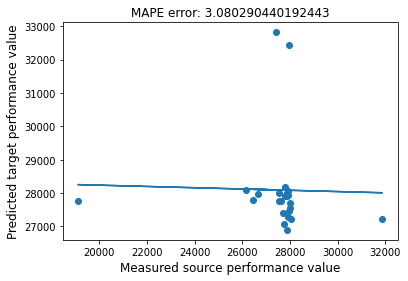 MAPE error: 3.080290440192443
33000
32000
31000
30000
29000
28000
27000
Predicted target performance value
20000 22000 24000 26000 28000 30000 32000
Measured source performance value